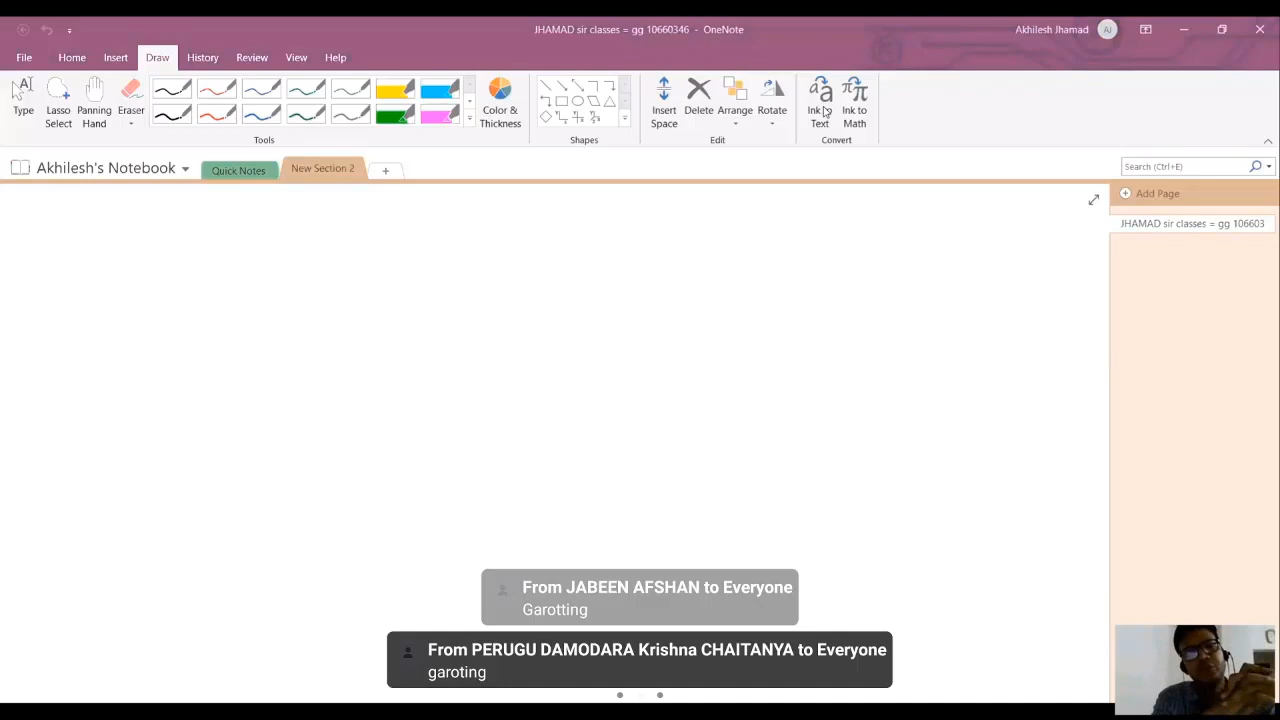 JHAMAD sir classes = gg 10660346 - OneNote
Akhilesh Jhamad
AJ
File
Home
Insert
Draw
History
Review
View
Help
Type
Lasso
Select
Panning
Hand
Eraser
Color &
Thickness
Insert
Space
Delete
Arrange
Rotate
Ink to
Text
Ink to
Math
Tools
Shapes
Edit
Convert
Akhilesh's Notebook
Quick Notes
New Section 2
Search (Ctrl+E)
Add Page
JHAMAD sir classes = gg 106603
From JABEEN AFSHAN to Everyone
Garotting
From PERUGU DAMODARA Krishna CHAITANYA to Everyone
garoting